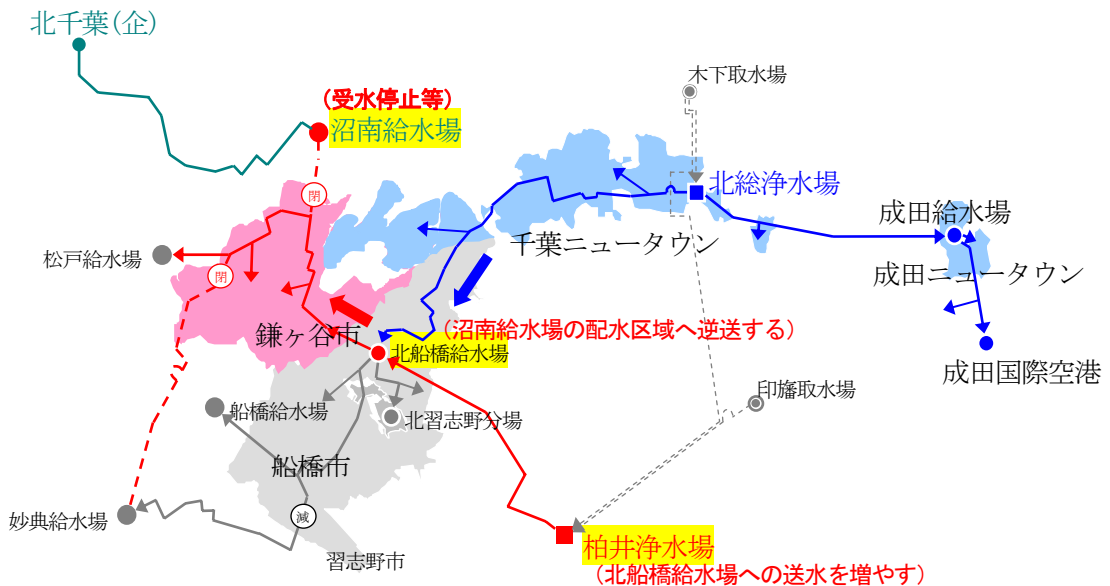 北千葉(企)
(受水停止等)
沼南給水場
木下取水場
閉
北総浄水場
成田給水場
千葉ニュータウン
松戸給水場
閉
成田ニュータウン
鎌ヶ谷市
(沼南給水場の配水区域へ逆送する)
北船橋給水場
成田国際空港
印旛取水場
船橋給水場
北習志野分場
船橋市
減
妙典給水場
柏井浄水場
習志野市
(北船橋給水場への送水を増やす)